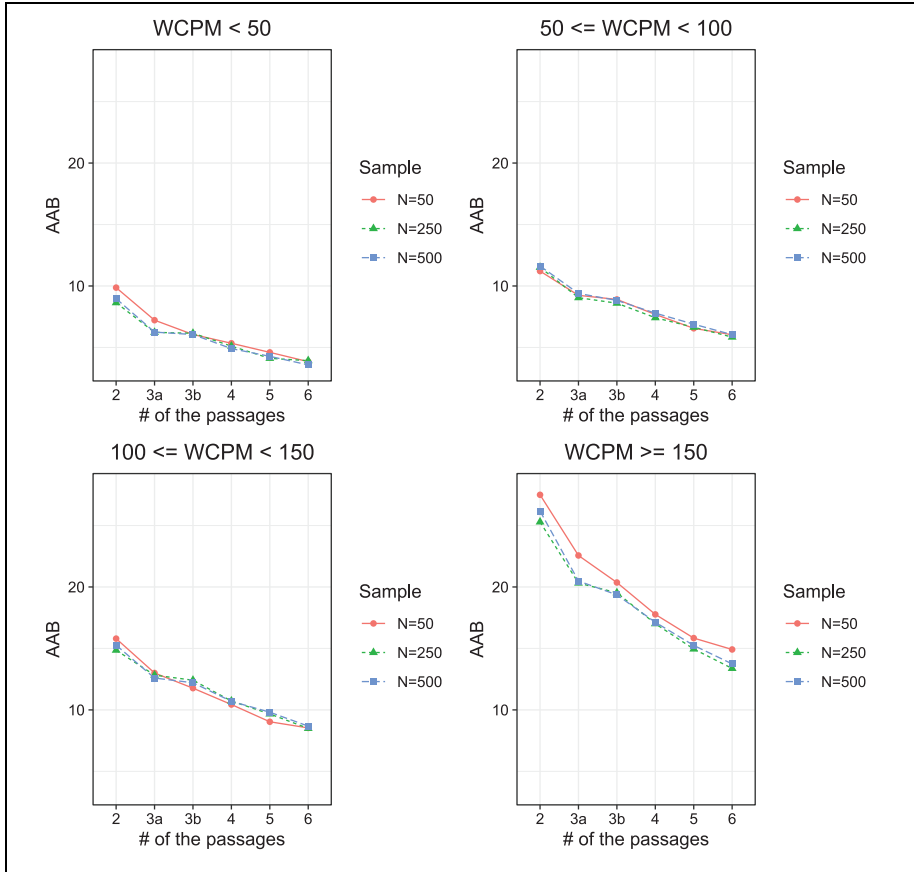 WCPM < 50
20
10
AAB
2 3a 3b 4 5 6
# of the passages
Sample
N=50
N=250
N=500
50 <= WCPM < 100
20
10
AAB
2 3a 3b 4 5 6
# of the passages
Sample
N=50
N=250
N=500
100 <= WCPM < 150
20
10
AAB
2 3a 3b 4 5 6
# of the passages
Sample
N=50
N=250
N=500
WCPM >= 150
20
10
AAB
2 3a 3b 4 5 6
# of the passages
Sample
N=50
N=250
N=500